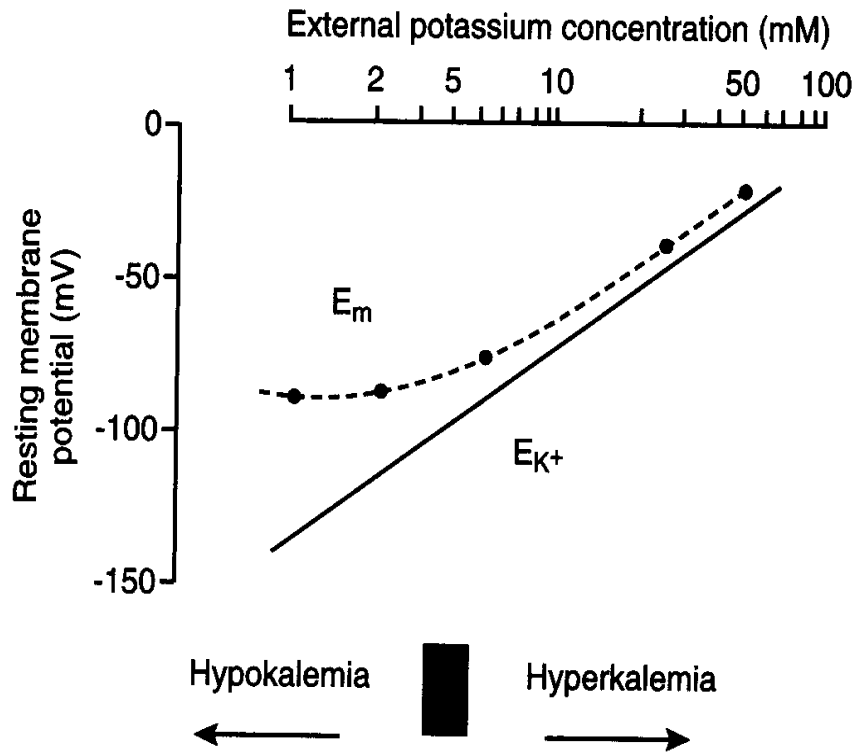 External potassium concentration (mM)
1 2 5 10 50 100
0
-50
-100
-150
Resting membrane
potential (mV)
Em
EK+
Hypokalemia
Hyperkalemia